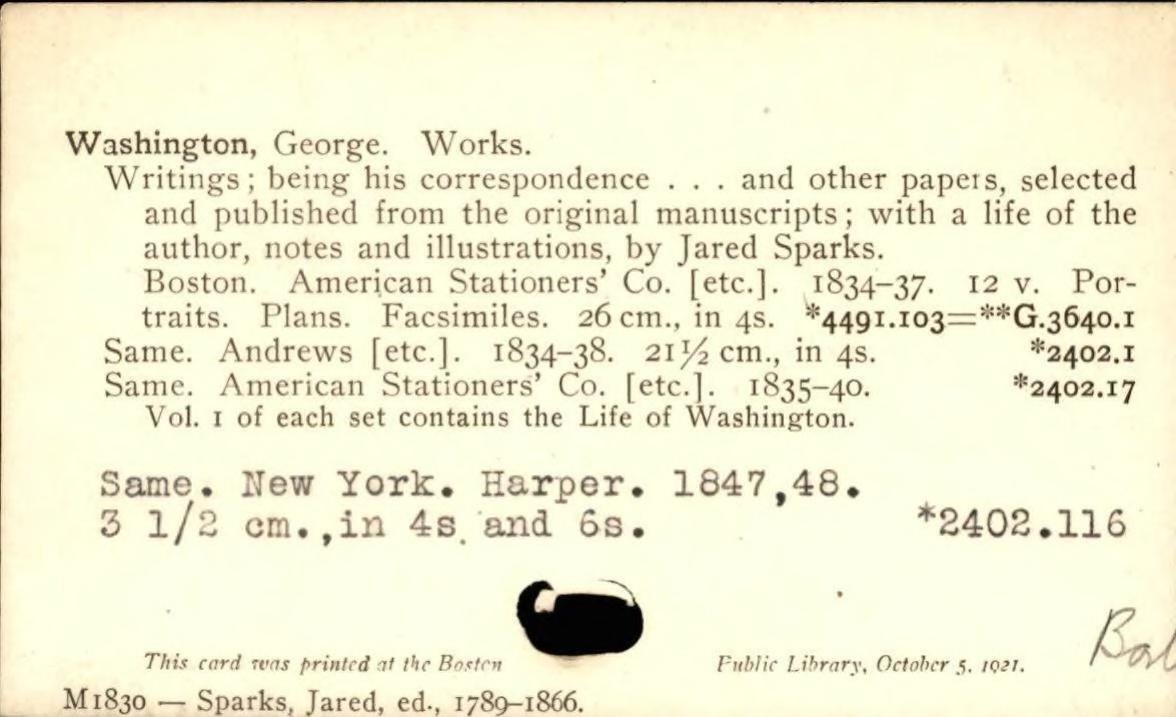 Washington, George. Works.
Writings; being his correspondence . . . and other papers, selected
and published from the original manuscripts; with a life of the
author, notes and illustrations, by Jared Sparks.
Boston. American Stationers' Co. [etc.]. 1834–37. 12 v. Por-
traits. Plans. Facsimiles. 26 cm., in 4s. *4491.103=**G.3640.1
Same. Andrews [etc.]. 1834–38. 21½ cm., in 4s. *2402.1
Same. American Stationers' Co. [etc.]. 1835–40. *2402.17
Vol. 1 of each set contains the Life of Washington.
Same. New York. Harper. 1847,48.
3 1/2 cm.,in 4s and 6s. *2402.116
This card was printed at the Boston Public Library, October 5, 1921.
M1830 — Sparks, Jared, ed., 1789–1866.